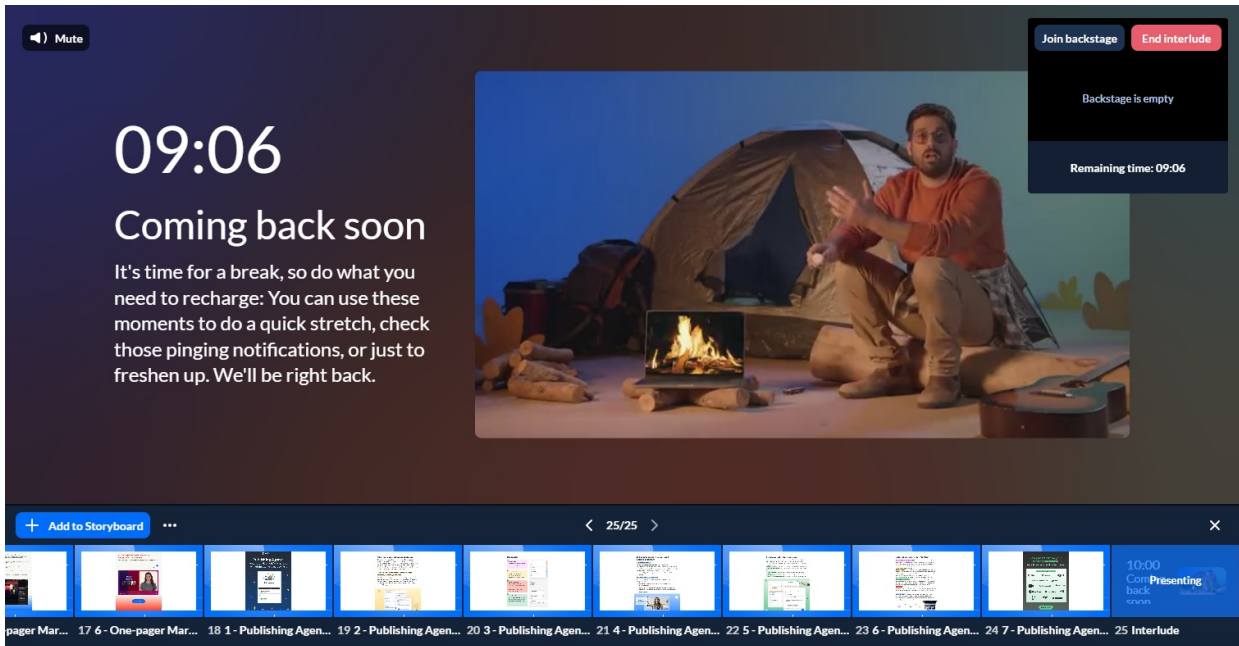 Mute
Join backstage
End interlude
Backstage is empty
Remaining time: 09:06
09:06
Coming back soon
It's time for a break, so do what you
need to recharge: You can use these
moments to do a quick stretch, check
those pinging notifications, or just to
freshen up. We'll be right back.
Add to Storyboard
25/25
10:00
Presenting
back
soon
-pager Mar...
17 6 - One-pager Mar...
18 1 - Publishing Agen...
19 2 - Publishing Agen...
20 3 - Publishing Agen...
21 4 - Publishing Agen...
22 5 - Publishing Agen...
23 6 - Publishing Agen...
24 7 - Publishing Agen...
25 Interlude